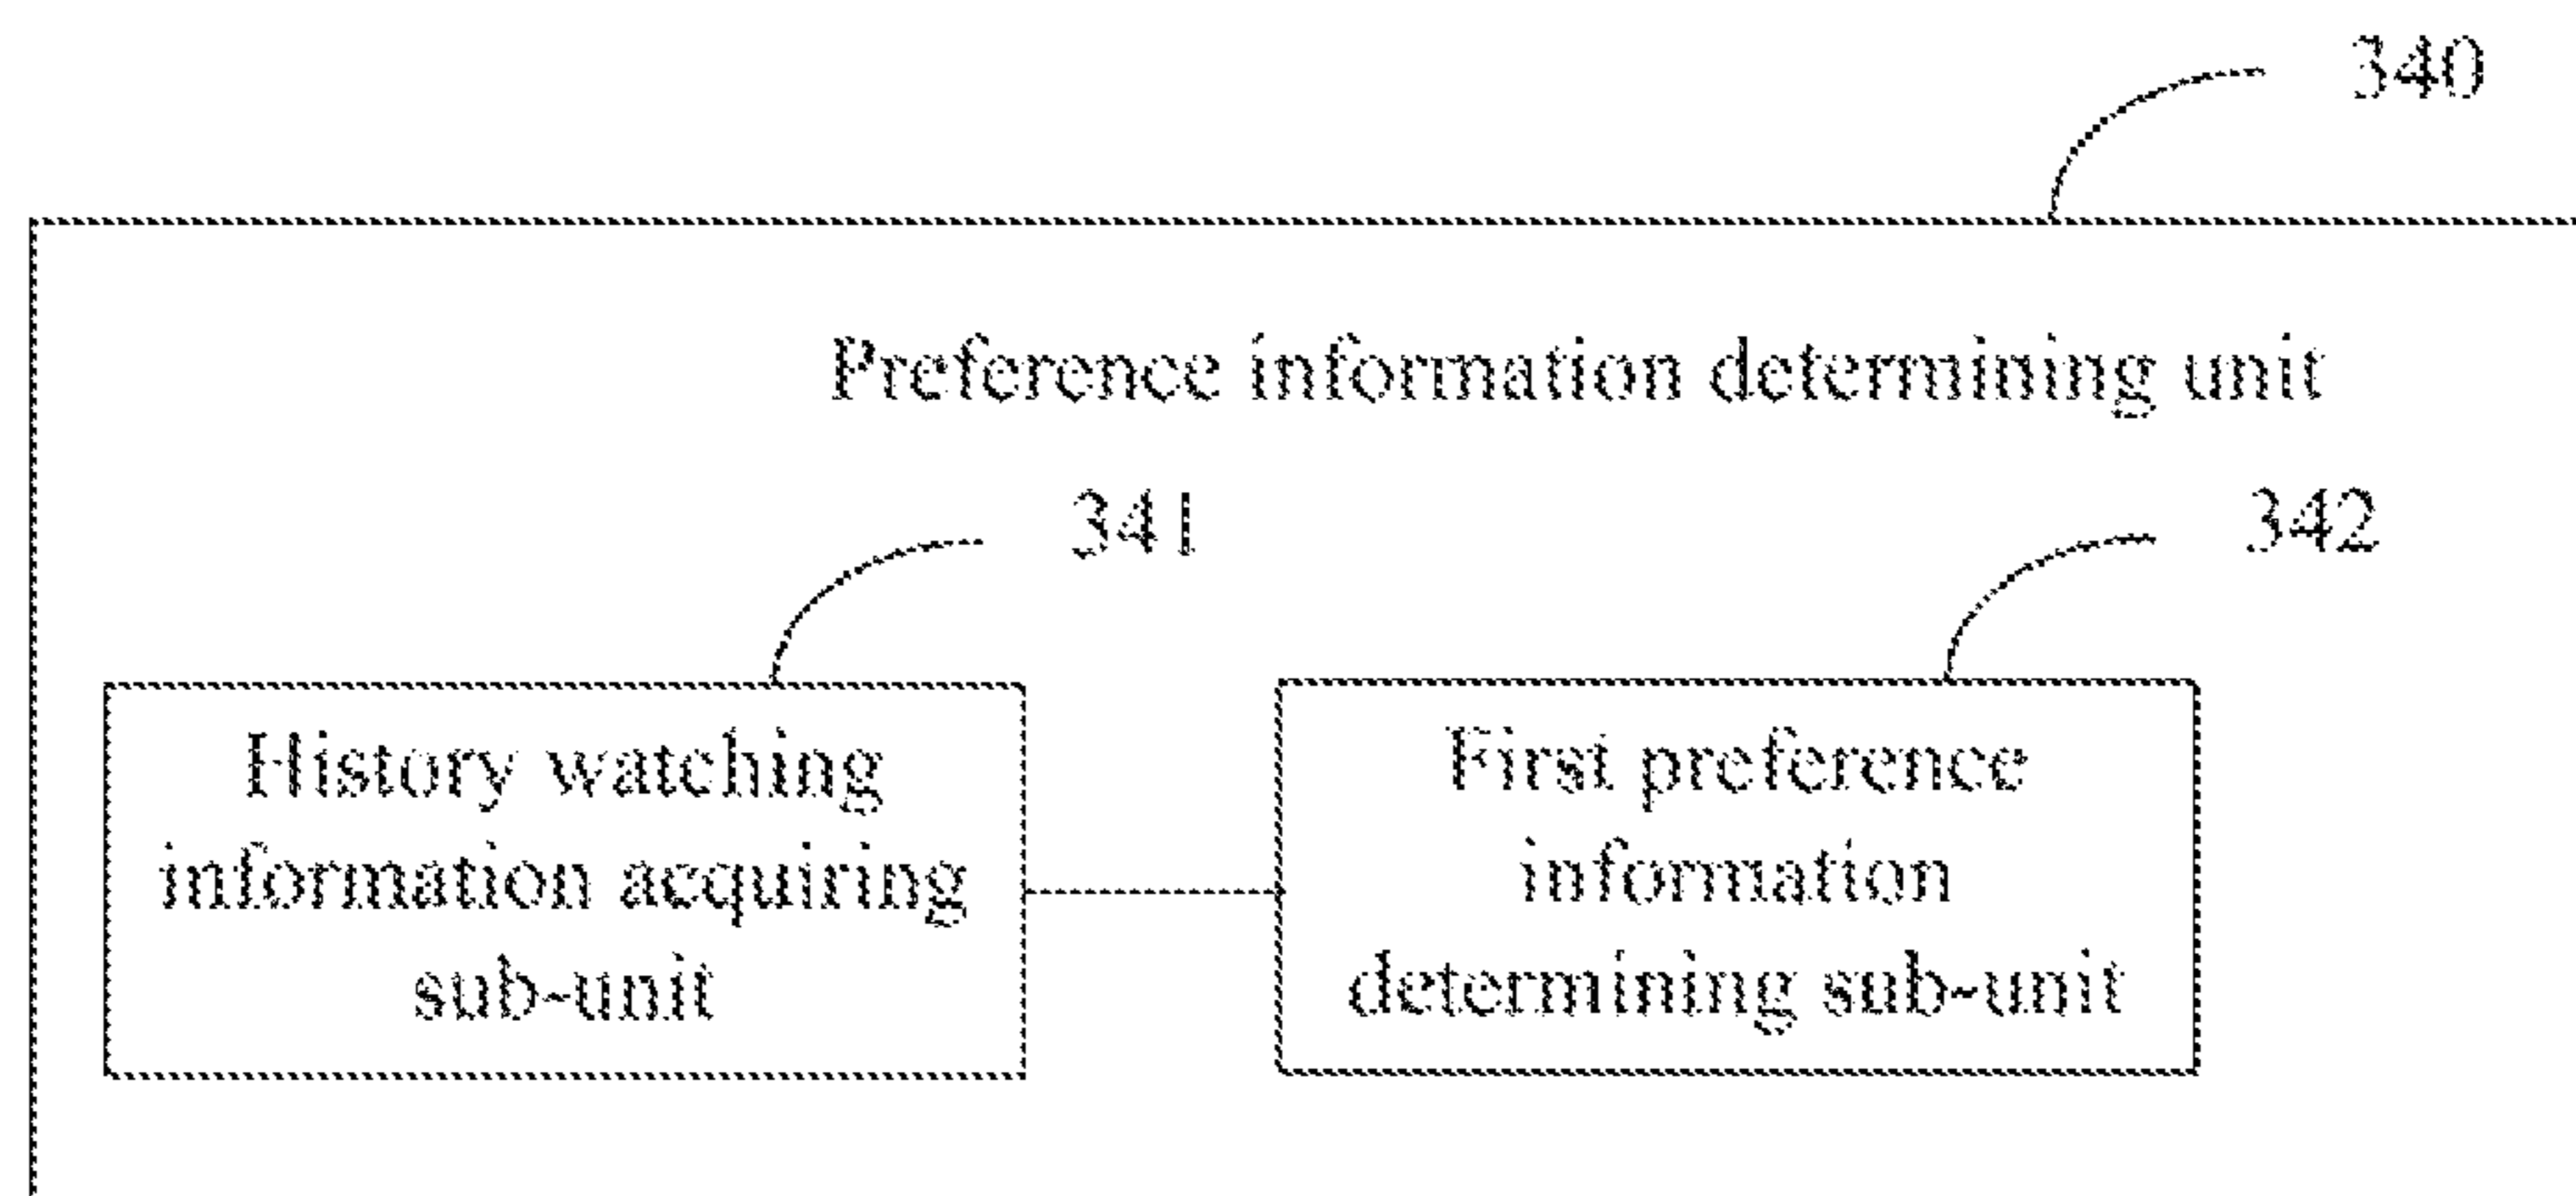 340
Preference information determining unit
341
342
History watching
information acquiring
sub-unit
First preference
information
determining sub-unit